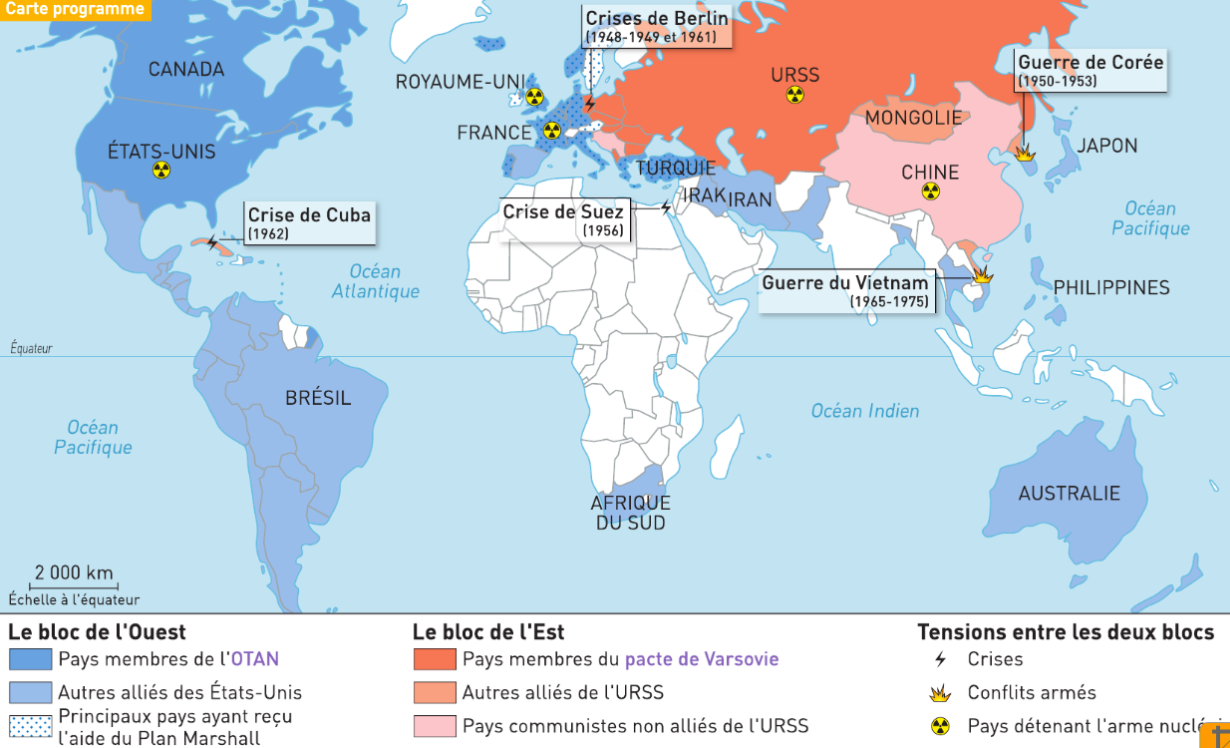 Carte programme
Crises de Berlin
(1948-1949 et 1961)
CANADA
ROYAUME-UNI
URSS
Guerre de Corée
(1950-1953)
FRANCE
MONGOLIE
JAPON
ÉTATS-UNIS
TURQUIE
CHINE
IRAK
IRAN
Crise de Cuba
(1962)
Crise de Suez
(1956)
Océan
Pacifique
Océan
Atlantique
Guerre du Vietnam
(1965-1975)
PHILIPPINES
Équateur
BRÉSIL
Océan Indien
Océan
Pacifique
AFRIQUE
DU SUD
AUSTRALIE
2 000 km
Échelle à l'équateur
Le bloc de l'Ouest
Pays membres de l'OTAN
Autres alliés des États-Unis
Principaux pays ayant reçu
l'aide du Plan Marshall
Le bloc de l'Est
Pays membres du pacte de Varsovie
Autres alliés de l'URSS
Pays communistes non alliés de l'URSS
Tensions entre les deux blocs
Crises
Conflits armés
Pays détenant l'arme